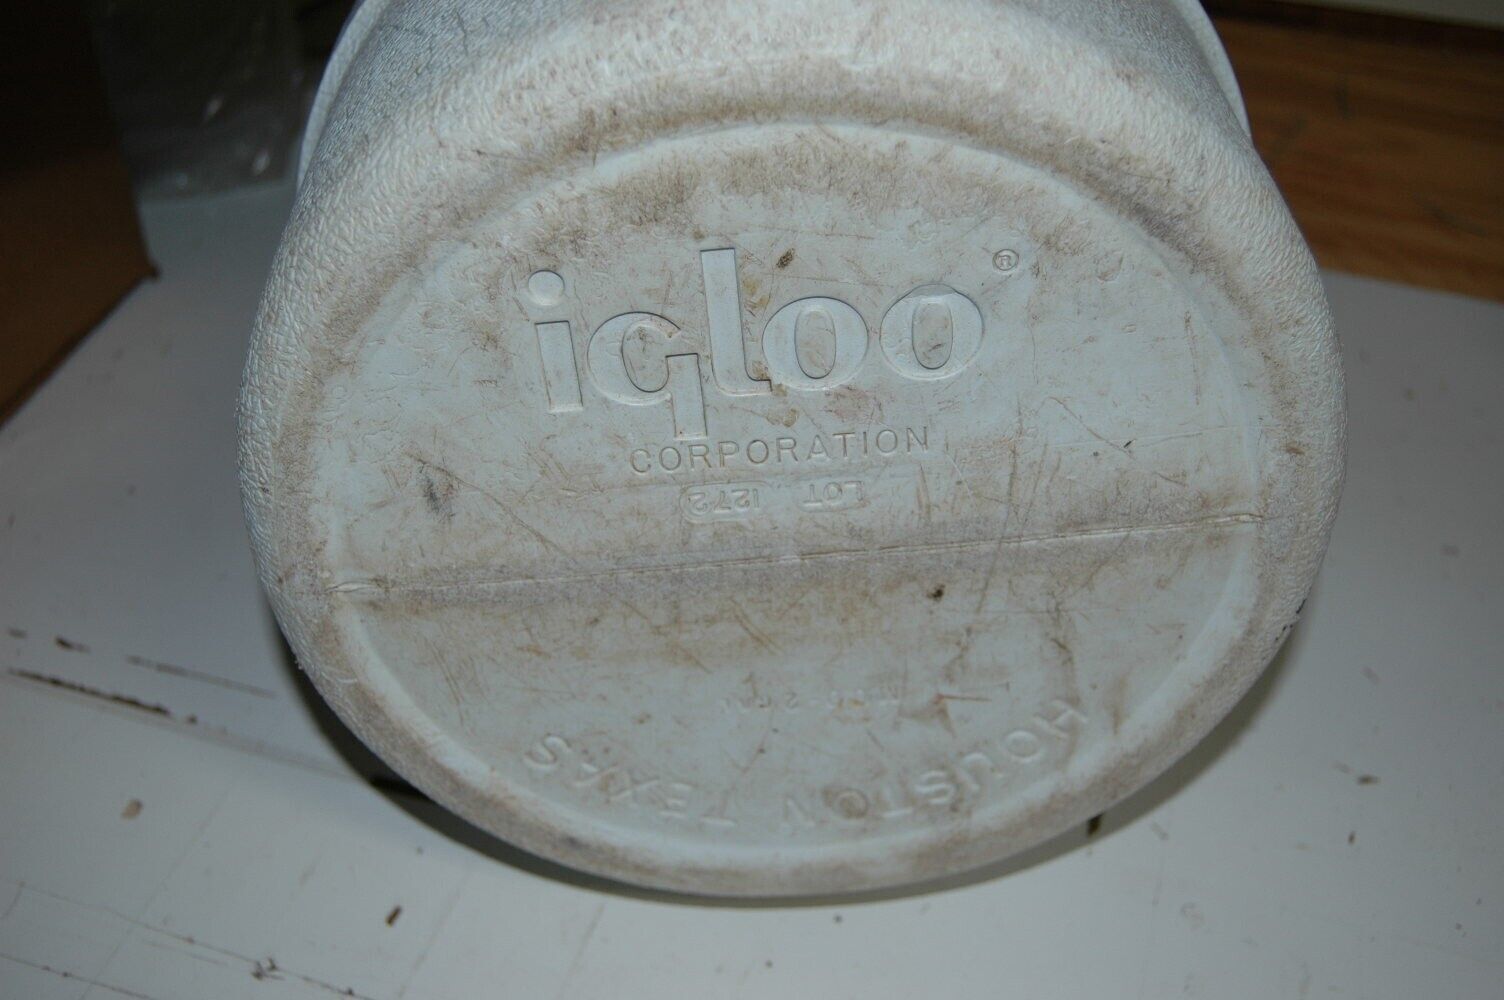 igloo ®
CORPORATION
LOT 1272
HOUSTON TEXAS